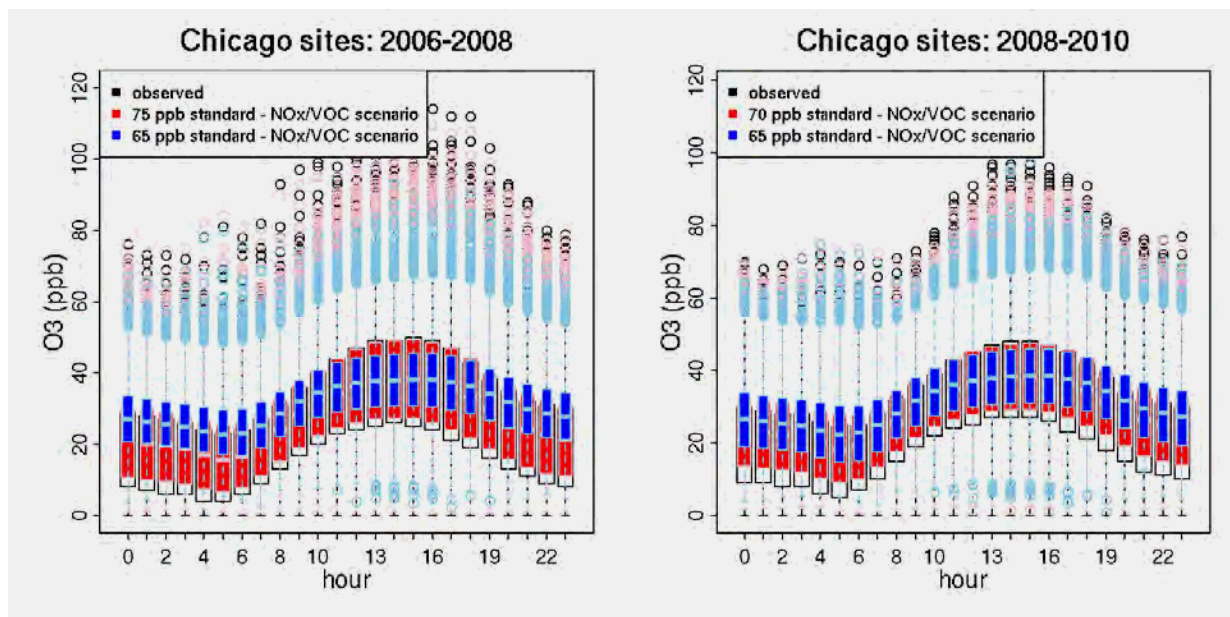 Chicago sites: 2006-2008
observed
75 ppb standard - NOx/VOC scenario
65 ppb standard - NOx/VOC scenario
O3 (ppb)
120
100
80
60
40
20
0
0 2 4 6 8 10 13 16 19 22
hour
Chicago sites: 2008-2010
observed
70 ppb standard - NOx/VOC scenario
65 ppb standard - NOx/VOC scenario
O3 (ppb)
120
100
80
60
40
20
0
0 2 4 6 8 10 13 16 19 22
hour